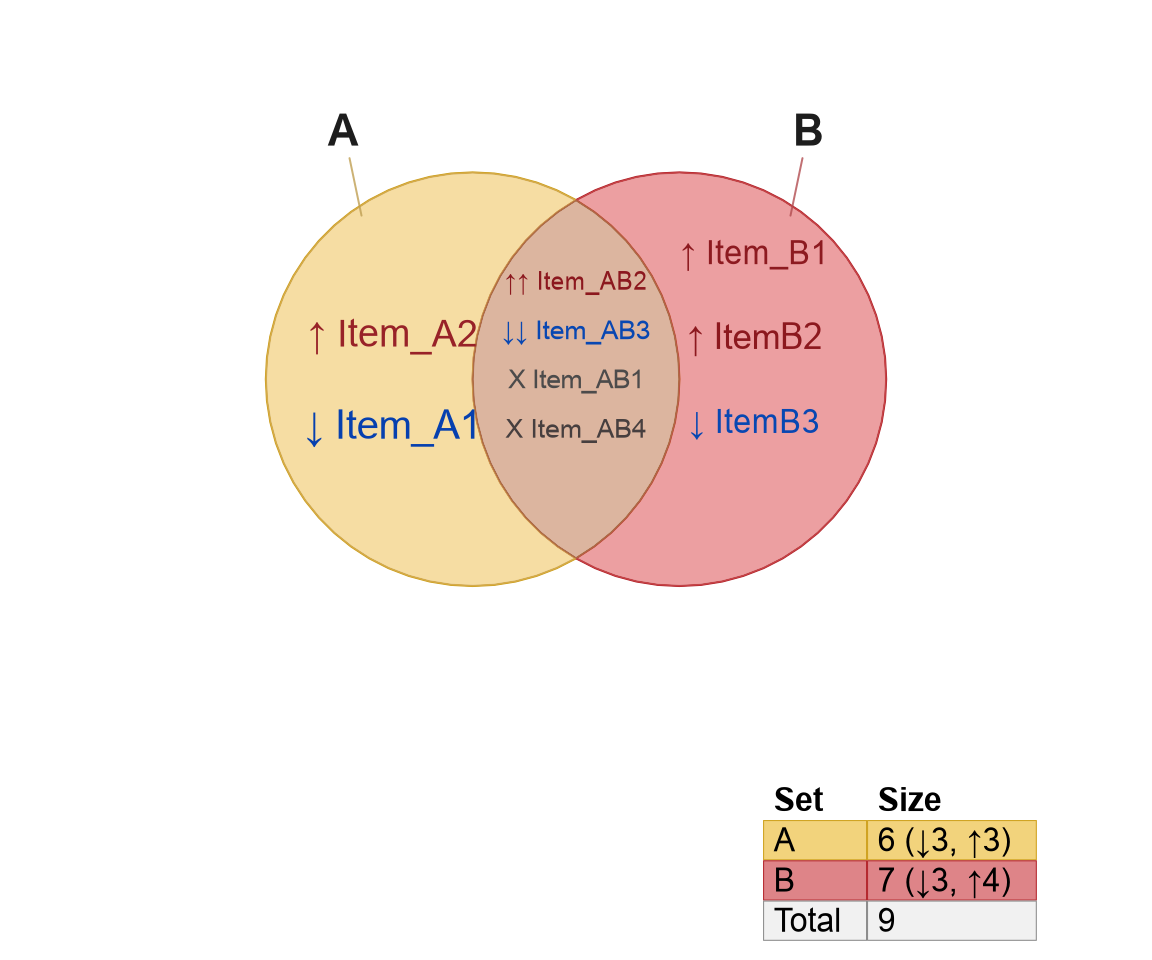 A
B
↑ Item_A2
↓ Item_A1
↑↑ Item_AB2
↓↓ Item_AB3
X Item_AB1
X Item_AB4
↑ Item_B1
↑ ItemB2
↓ ItemB3
Set Size
A 6 (↓3, ↑3)
B 7 (↓3, ↑4)
Total 9